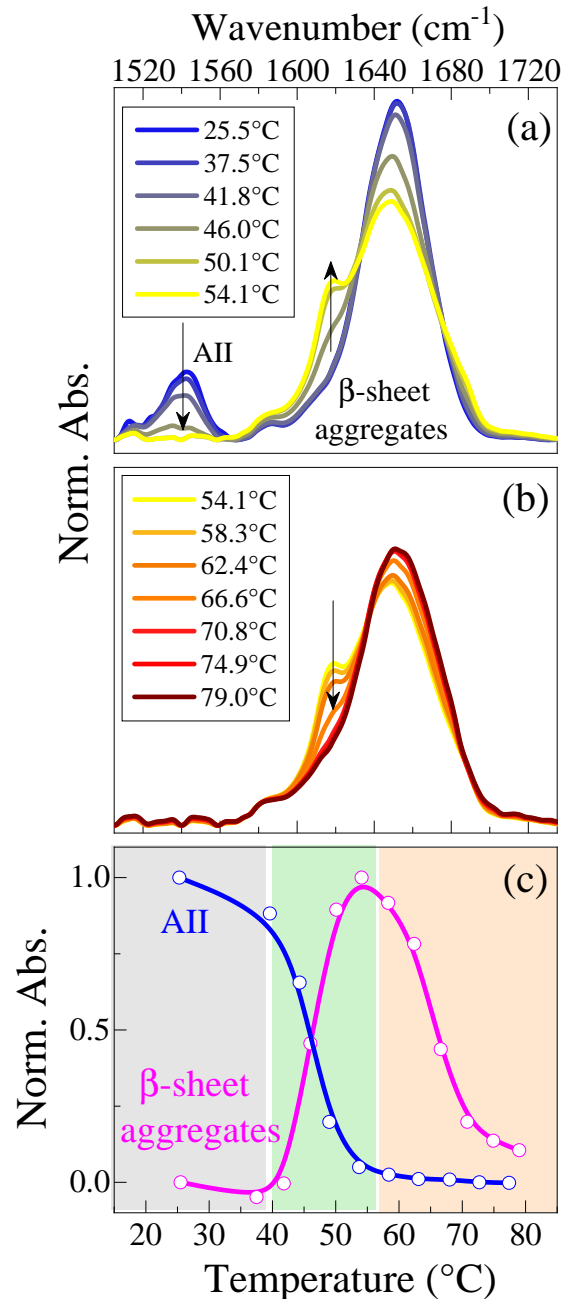 Wavenumber (cm⁻¹)
1520 1560 1600 1640 1680 1720
(a)
25.5°C
37.5°C
41.8°C
46.0°C
50.1°C
54.1°C
AII
β-sheet
aggregates
Norm. Abs.
(b)
54.1°C
58.3°C
62.4°C
66.6°C
70.8°C
74.9°C
79.0°C
(c)
1.0
AII
Norm. Abs.
0.5
β-sheet
aggregates
0.0
20 30 40 50 60 70 80
Temperature (°C)